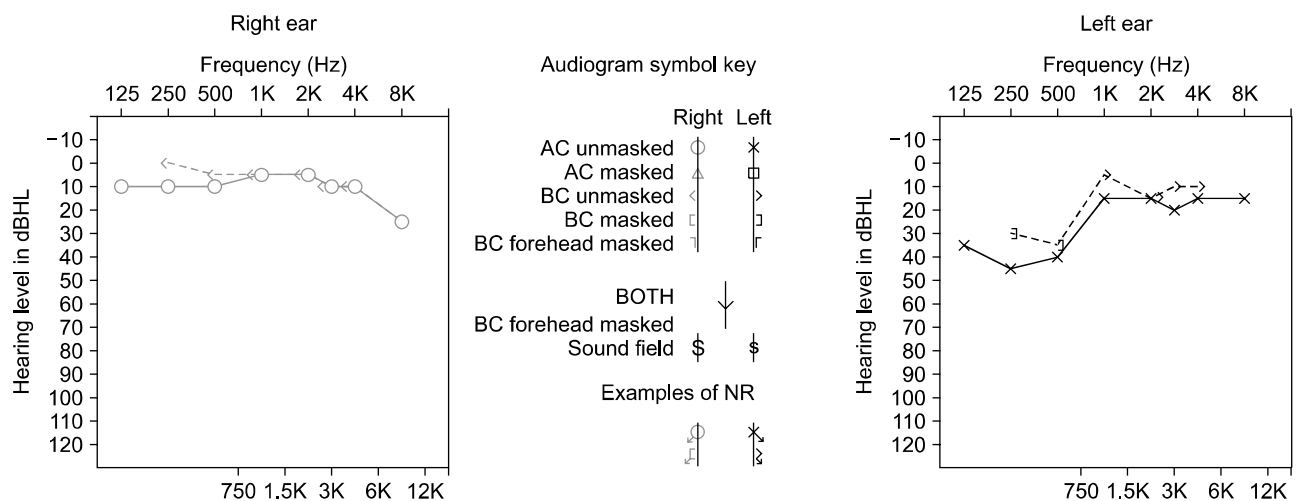 Right ear
Frequency (Hz)
125 250 500 1K 2K 4K 8K
Hearing level in dBHL
−10
0
10
20
30
40
50
60
70
80
90
100
110
120
750 1,5K 3K 6K 12K
Audiogram symbol key
Right Left
AC unmasked
AC masked
BC unmasked
BC masked
BC forehead masked
BOTH
BC forehead masked
Sound field S s
Examples of NR
Left ear
Frequency (Hz)
125 250 500 1K 2K 4K 8K
Hearing level in dBHL
−10
0
10
20
30
40
50
60
70
80
90
100
110
120
750 1,5K 3K 6K 12K